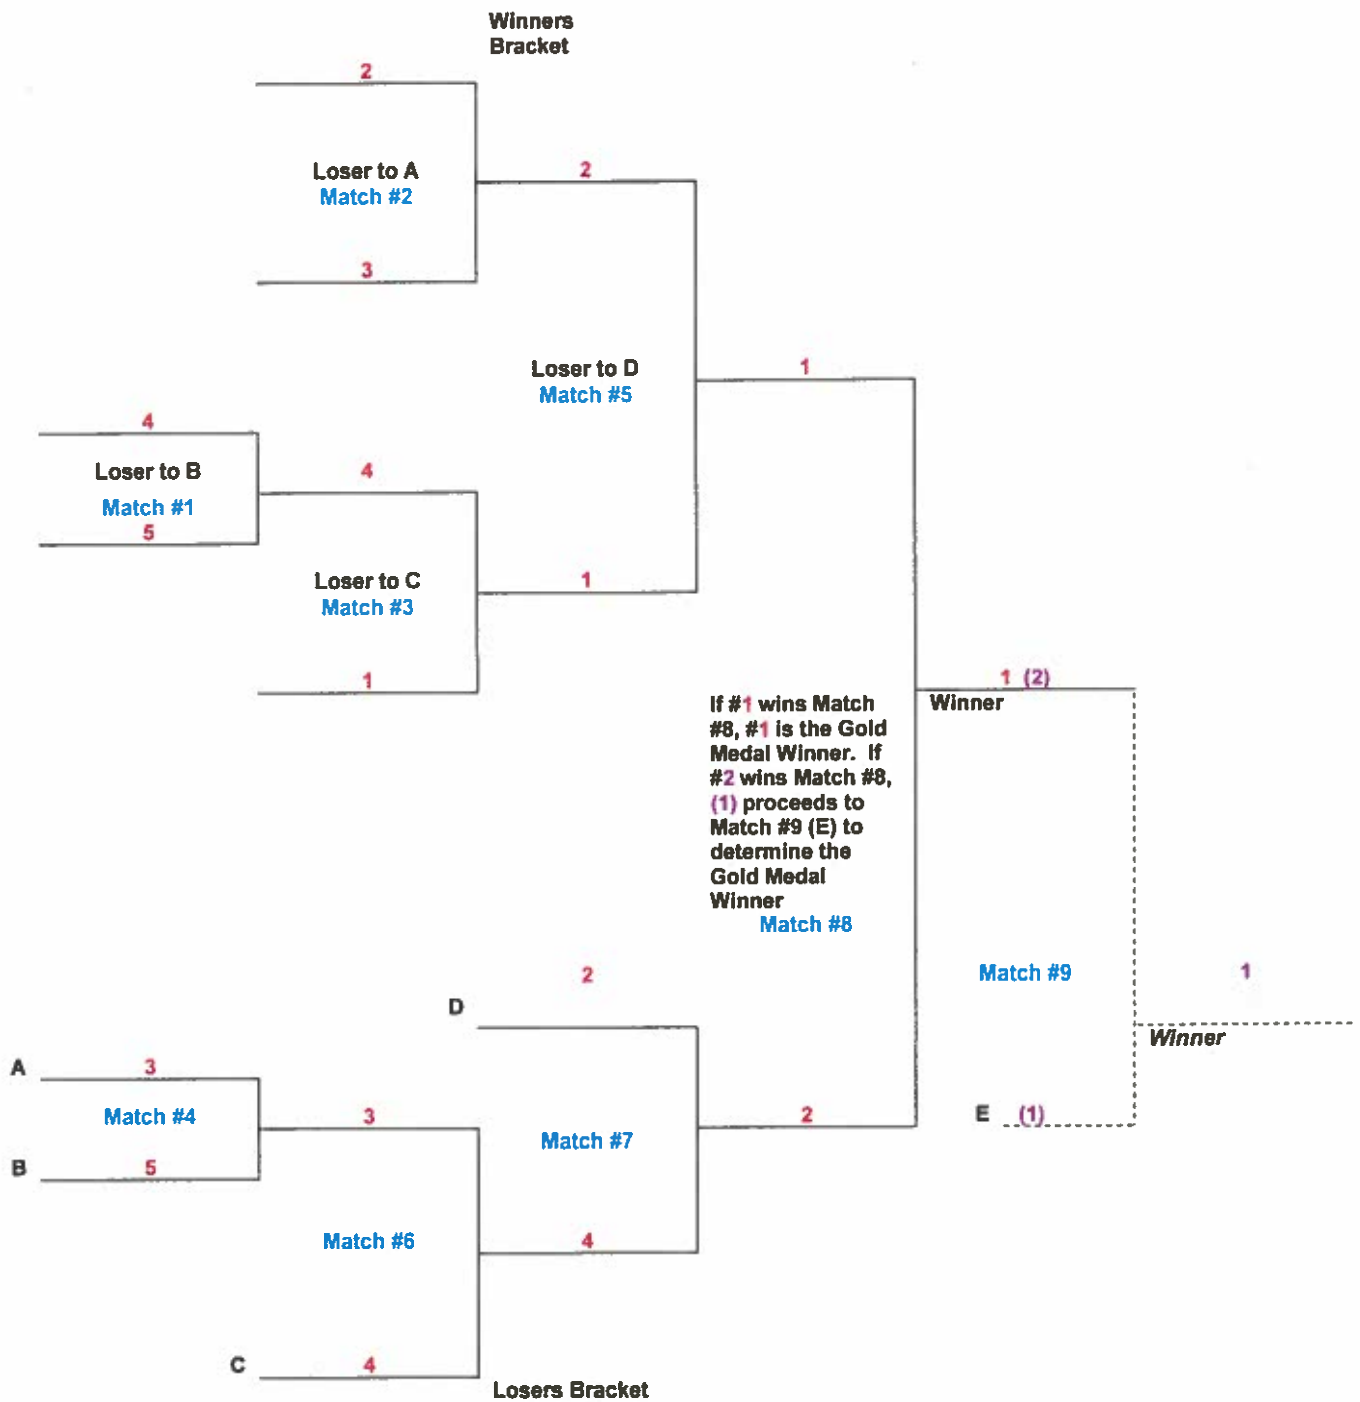 Winners
Bracket
2
Loser to A
Match #2
2
3
Loser to D
Match #5
1
4
Loser to B
Match #1
5
4
Loser to C
Match #3
1
1
If #1 wins Match
#8, #1 is the Gold
Medal Winner. If
#2 wins Match #8,
(1) proceeds to
Match #9 (E) to
determine the
Gold Medal
Winner
Match #8
1 (2)
Winner
Match #9
1
Winner
E (1)
2
D
A 3
Match #4
B 5
3
Match #7
2
Match #6
4
C 4
Losers Bracket